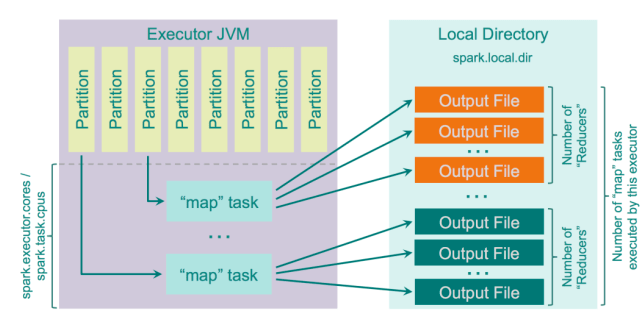 Executor JVM
Partition
Partition
Partition
Partition
Partition
Partition
Partition
Partition
spark.executor.cores /
spark.task.cpus
“map” task
...
“map” task
Local Directory
spark.local.dir
Output File
Output File
...
Output File
...
Output File
Output File
...
Output File
Number of
“Reducers”
Number of
“Reducers”
Number of “map” tasks
executed by this executor